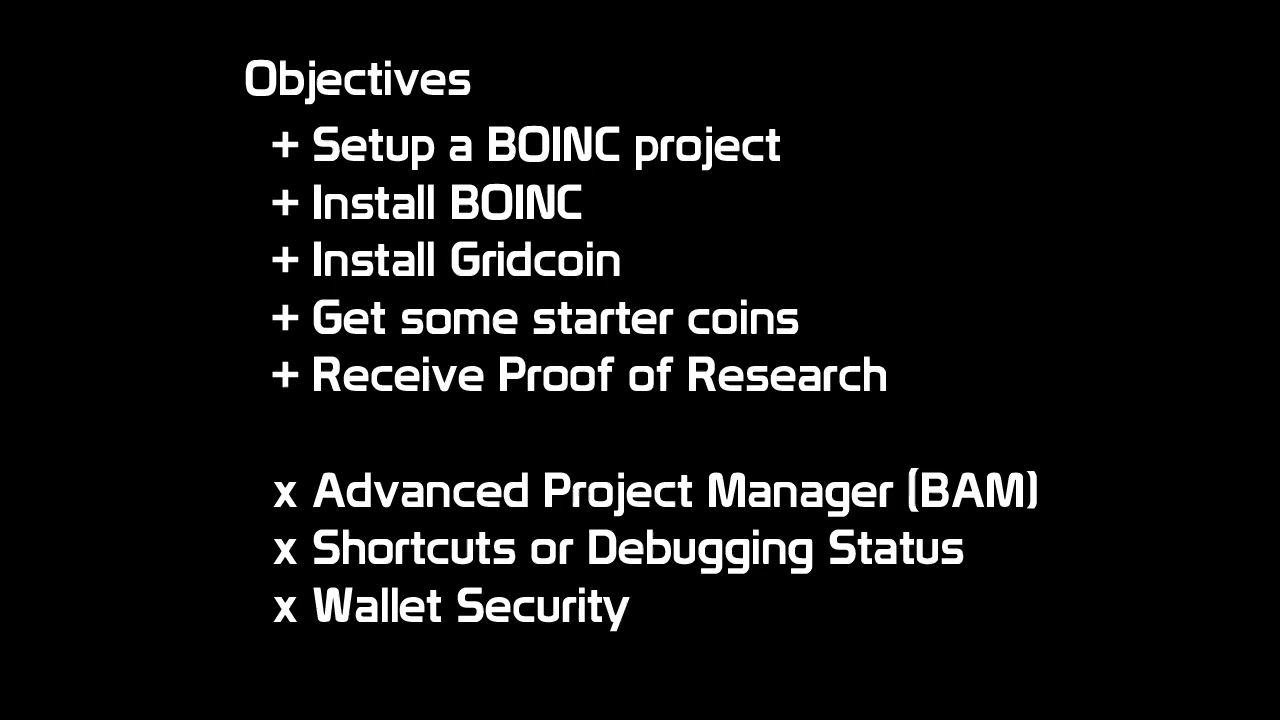 Objectives
+ Setup a BOINC project
+ Install BOINC
+ Install Gridcoin
+ Get some starter coins
+ Receive Proof of Research
x Advanced Project Manager (BAM)
x Shortcuts or Debugging Status
x Wallet Security